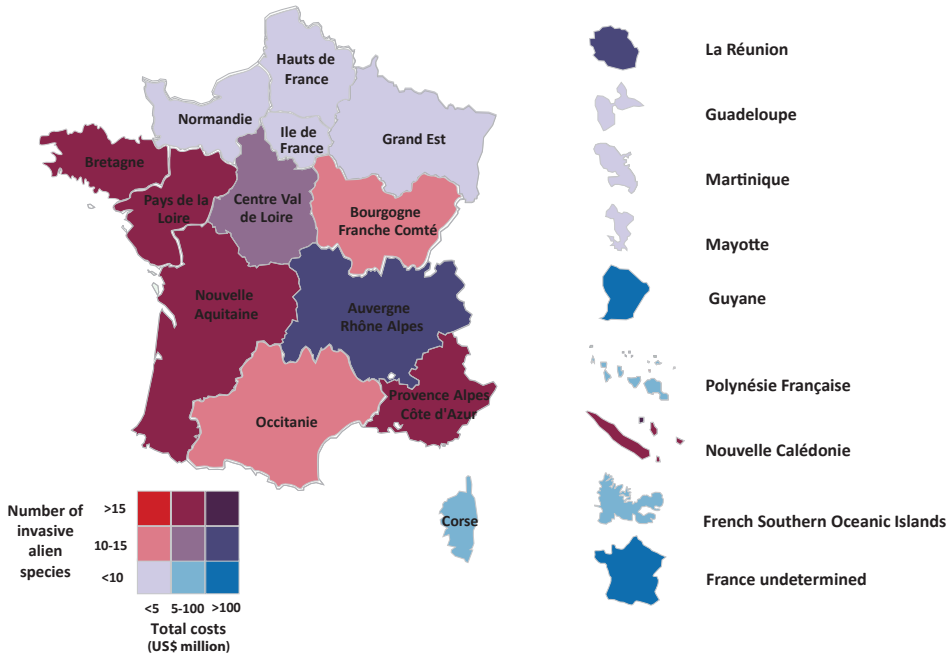 Hauts de
France
Normandie
Ile de
France
Grand Est
Bretagne
Pays de la
Loire
Centre Val
de Loire
Bourgogne
Franche Comté
Nouvelle
Aquitaine
Auvergne
Rhône Alpes
Provence Alpes
Côte d'Azur
Occitanie
Corse
La Réunion
Guadeloupe
Martinique
Mayotte
Guyane
Polynésie Française
Nouvelle Calédonie
French Southern Oceanic Islands
France undetermined
Number of
invasive
alien
species
>15
10-15
<10
<5 5-100 >100
Total costs
(US$ million)